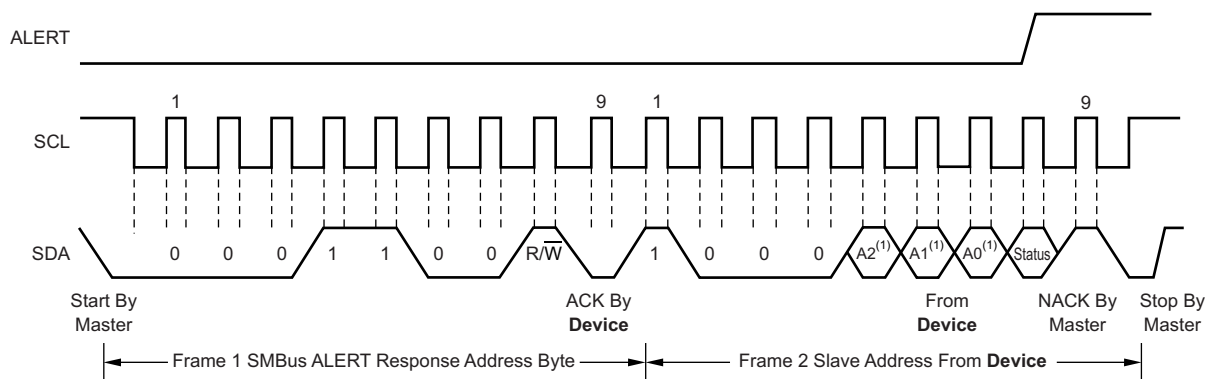 ALERT
1 9 1 9
SCL
SDA 0 0 0 1 1 0 0 R/W̅ 1 0 0 0 A2(1) A1(1) A0(1) Status
Start By Master
ACK By Device
From Device
NACK By Master
Stop By Master
Frame 1 SMBus ALERT Response Address Byte
Frame 2 Slave Address From Device